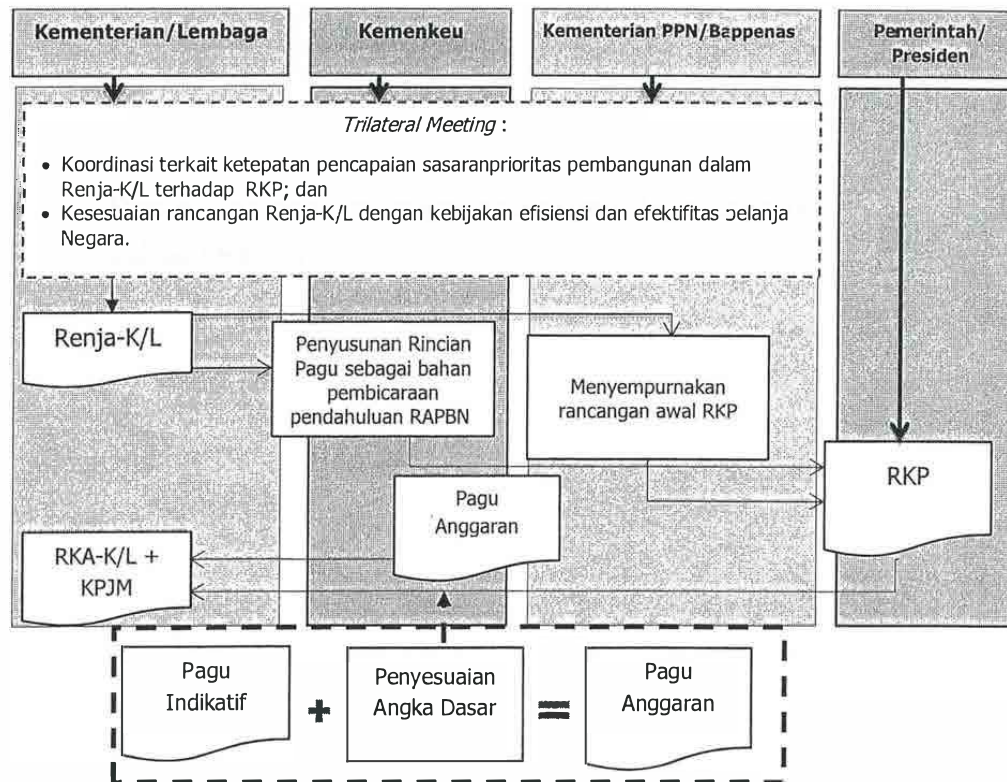 Kementerian/Lembaga
Kemenkeu
Kementerian PPN/Bappenas
Pemerintah/
Presiden
Trilateral Meeting :
• Koordinasi terkait ketepatan pencapaian sasaranprioritas pembangunan dalam
Renja-K/L terhadap RKP; dan
• Kesesuaian rancangan Renja-K/L dengan kebijakan efisiensi dan efektifitas belanja
Negara.
Renja-K/L
Penyusunan Rincian
Pagu sebagai bahan
pembicaraan
pendahuluan RAPBN
Menyempurnakan
rancangan awal RKP
RKP
Pagu
Anggaran
RKA-K/L +
KPJM
Pagu
Indikatif
+
Penyesuaian
Angka Dasar
=
Pagu
Anggaran